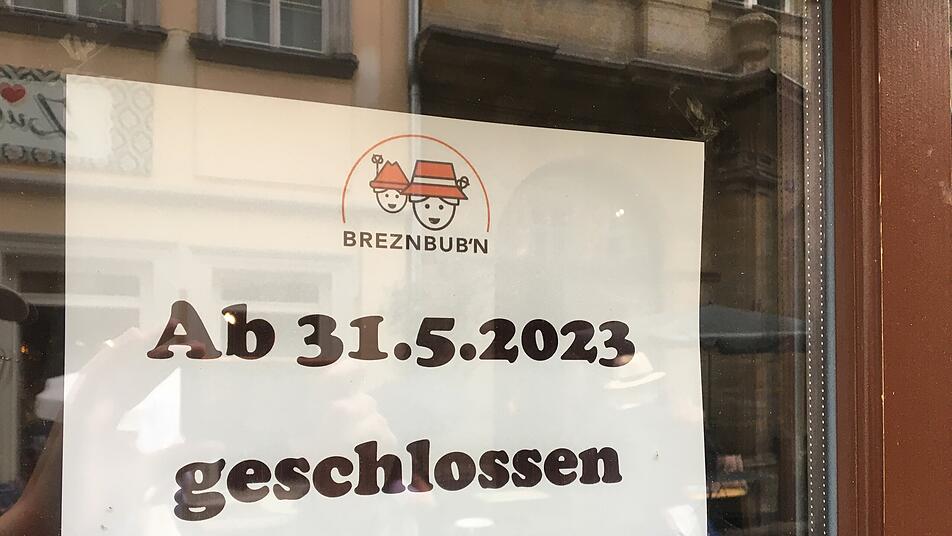 BREZNBUB'N
Ab 31.5.2023
geschlossen